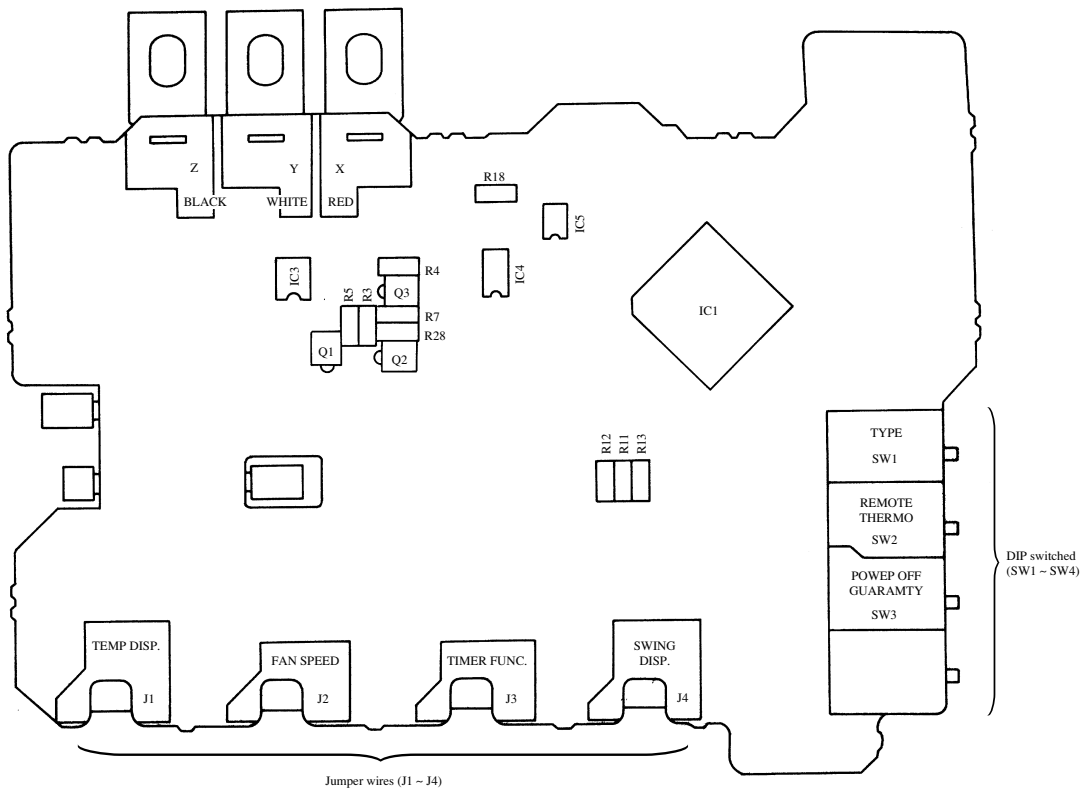 Z
Y
X
BLACK
WHITE
RED
R18
IC5
IC3
IC4
R4
R5
R3
Q3
R7
R28
Q1
Q2
IC1
R12
R11
R13
TYPE
SW1
REMOTE
THERMO
SW2
POWEP OFF
GUARAMTY
SW3
DIP switched
(SW1 ~ SW4)
TEMP DISP.
J1
FAN SPEED
J2
TIMER FUNC.
J3
SWING
DISP.
J4
Jumper wires (J1 ~ J4)